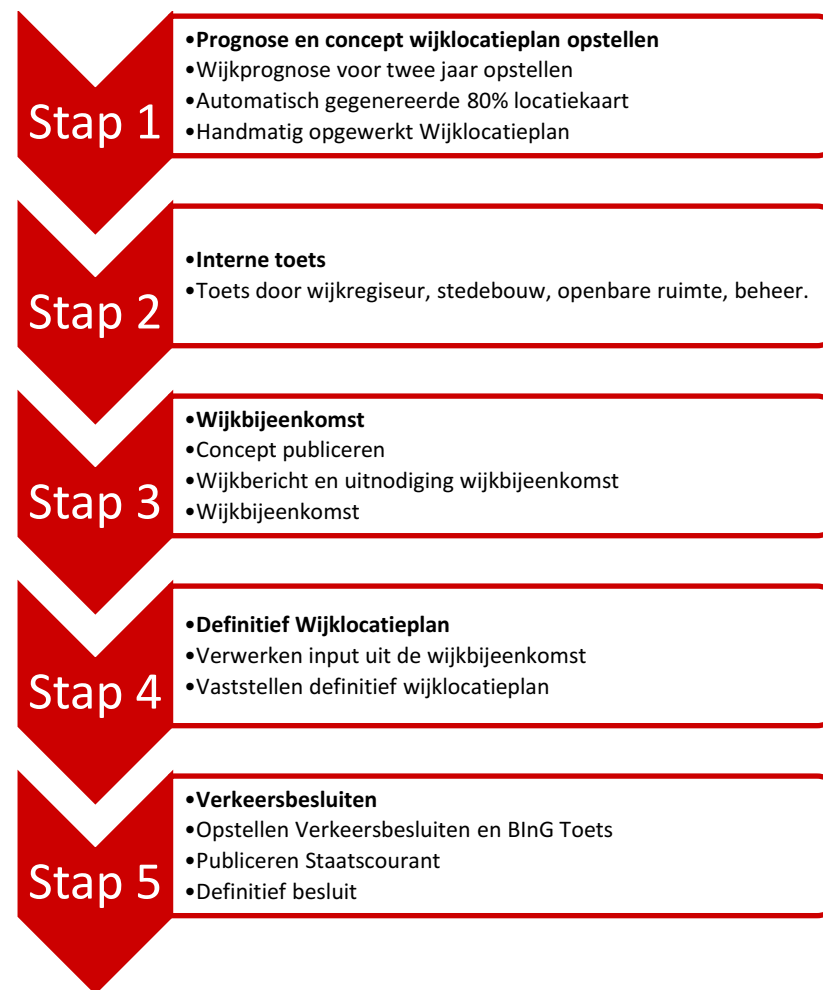 Stap 1
•Prognose en concept wijklocatieplan opstellen
•Wijkprognose voor twee jaar opstellen
•Automatisch gegenereerde 80% locatiekaart
•Handmatig opgewerkt Wijklocatieplan
Stap 2
•Interne toets
•Toets door wijkregiseur, stedebouw, openbare ruimte, beheer.
Stap 3
•Wijkbijeenkomst
•Concept publiceren
•Wijkbericht en uitnodiging wijkbijeenkomst
•Wijkbijeenkomst
Stap 4
•Definitief Wijklocatieplan
•Verwerken input uit de wijkbijeenkomst
•Vaststellen definitief wijklocatieplan
Stap 5
•Verkeersbesluiten
•Opstellen Verkeersbesluiten en BInG Toets
•Publiceren Staatscourant
•Definitief besluit